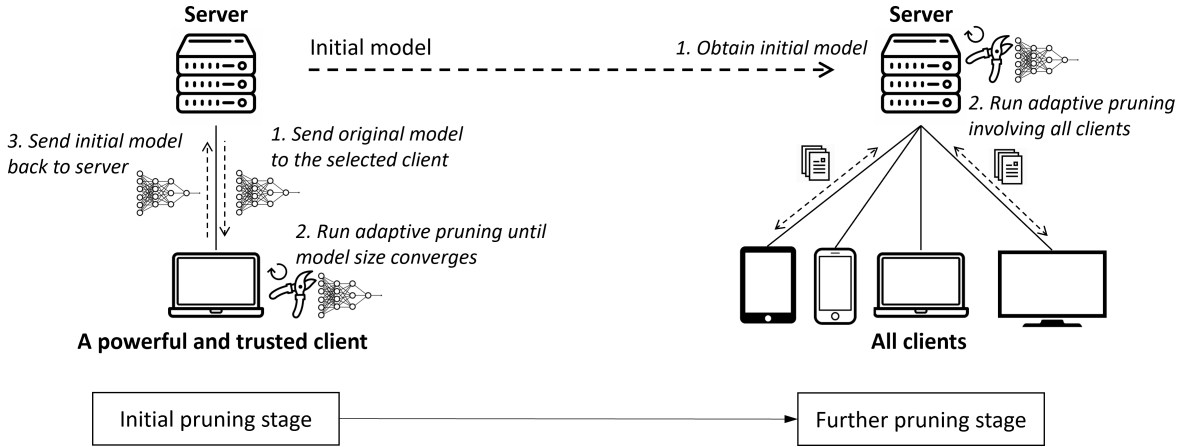 Server
Initial model
1. Obtain initial model
Server
3. Send initial model
back to server
1. Send original model
to the selected client
2. Run adaptive pruning
involving all clients
2. Run adaptive pruning until
model size converges
A powerful and trusted client
All clients
Initial pruning stage
Further pruning stage